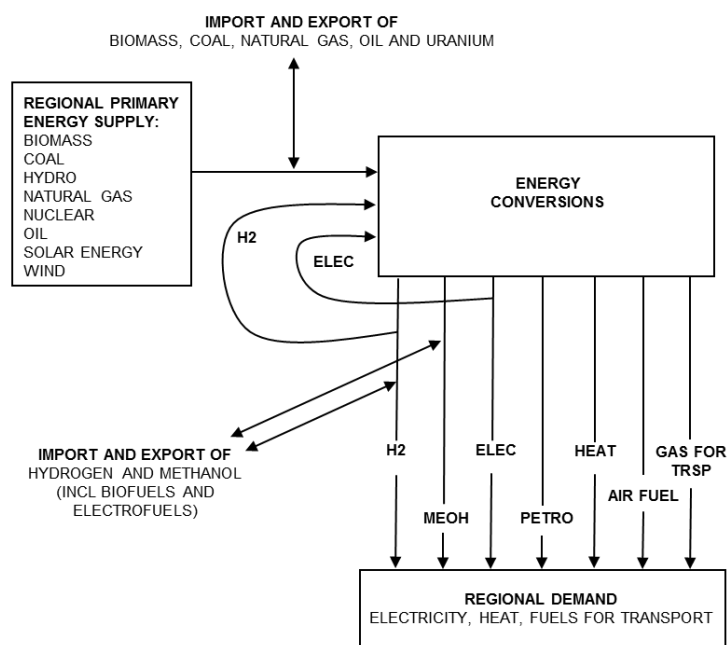 IMPORT AND EXPORT OF
BIOMASS, COAL, NATURAL GAS, OIL AND URANIUM
REGIONAL PRIMARY
ENERGY SUPPLY:
BIOMASS
COAL
HYDRO
NATURAL GAS
NUCLEAR
OIL
SOLAR ENERGY
WIND
ENERGY
CONVERSIONS
H2
ELEC
IMPORT AND EXPORT OF
HYDROGEN AND METHANOL
(INCL BIOFUELS AND
ELECTROFUELS)
H2
ELEC
HEAT
GAS FOR
TRSP
AIR FUEL
MEOH
PETRO
REGIONAL DEMAND
ELECTRICITY, HEAT, FUELS FOR TRANSPORT